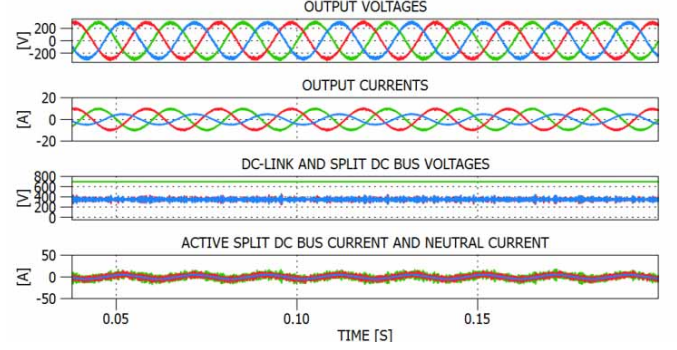 OUTPUT VOLTAGES
[V]
200
0
-200
OUTPUT CURRENTS
[A]
20
0
-20
DC-LINK AND SPLIT DC BUS VOLTAGES
[V]
800
600
400
200
0
ACTIVE SPLIT DC BUS CURRENT AND NEUTRAL CURRENT
[A]
50
0
-50
0.05 0.10 0.15
TIME [S]